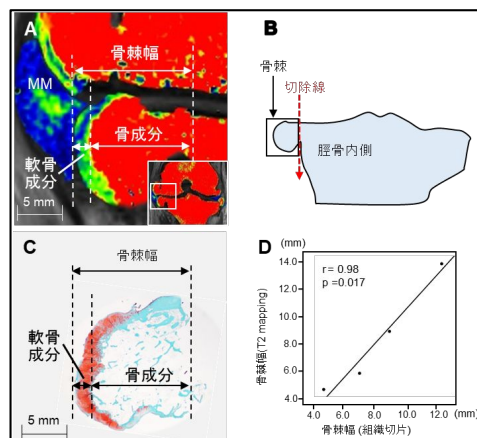 A
骨棘幅
MM
骨成分
軟骨
成分
5 mm
B
骨棘
切除線
脛骨内側
C
骨棘幅
軟骨
成分
骨成分
5 mm
D
(mm)
r = 0.98
p =0.017
14.0
12.0
10.0
8.0
6.0
4.0
骨棘幅(T2 mapping)
4.0 6.0 8.0 10.0 12.0
(mm)
骨棘幅 (組織切片)